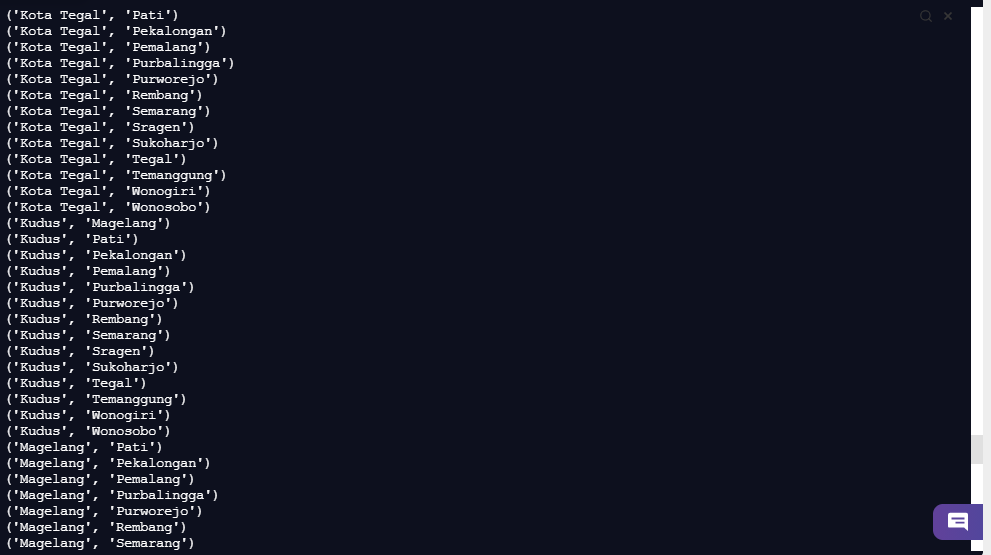 ('Kota Tegal', 'Pati')
('Kota Tegal', 'Pekalongan')
('Kota Tegal', 'Pemalang')
('Kota Tegal', 'Purbalingga')
('Kota Tegal', 'Purworejo')
('Kota Tegal', 'Rembang')
('Kota Tegal', 'Semarang')
('Kota Tegal', 'Sragen')
('Kota Tegal', 'Sukoharjo')
('Kota Tegal', 'Tegal')
('Kota Tegal', 'Temanggung')
('Kota Tegal', 'Wonogiri')
('Kota Tegal', 'Wonosobo')
('Kudus', 'Magelang')
('Kudus', 'Pati')
('Kudus', 'Pekalongan')
('Kudus', 'Pemalang')
('Kudus', 'Purbalingga')
('Kudus', 'Purworejo')
('Kudus', 'Rembang')
('Kudus', 'Semarang')
('Kudus', 'Sragen')
('Kudus', 'Sukoharjo')
('Kudus', 'Tegal')
('Kudus', 'Temanggung')
('Kudus', 'Wonogiri')
('Kudus', 'Wonosobo')
('Magelang', 'Pati')
('Magelang', 'Pekalongan')
('Magelang', 'Pemalang')
('Magelang', 'Purbalingga')
('Magelang', 'Purworejo')
('Magelang', 'Rembang')
('Magelang', 'Semarang')